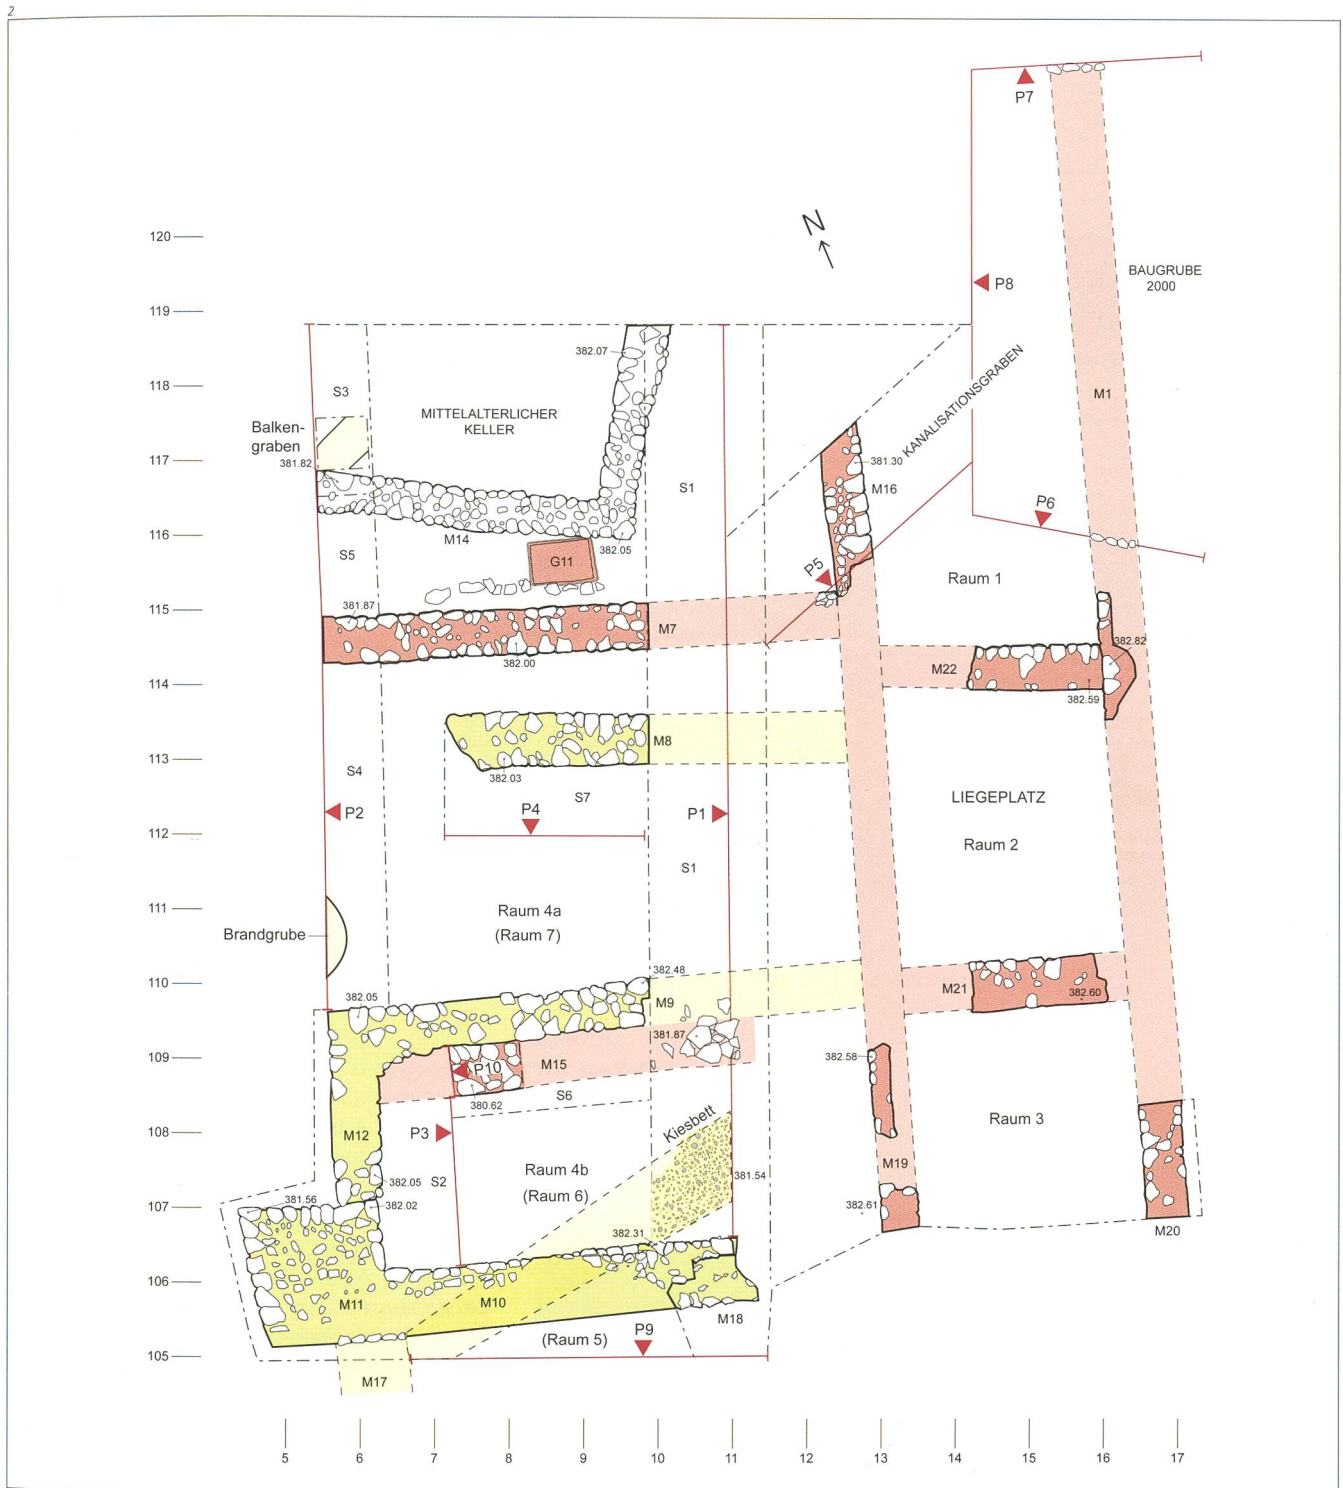 2
P7
N
120
BAUGRUBE
2000
119
P8
382.07
118
S3
MITTELALTERLICHER
KELLER
M1
KANALISATIONSGRABEN
Balken-
graben
117
381.82
381.30
S1
M16
P6
116
M14
382.05
S5
G11
P5
Raum 1
115
381.87
M7
382.82
382.00
M22
114
382.59
M8
113
382.03
S4
S7
LIEGEPLATZ
P2
P4
P1
112
Raum 2
S1
111
Raum 4a
(Raum 7)
Brandgrube
110
382.48
382.05
M9
M21
382.60
381.87
109
M15
382.58
P10
S6
380.62
Kiesbett
Raum 3
108
M12
P3
Raum 4b
(Raum 6)
S2
382.05
381.54
M19
107
381.56
382.02
382.61
382.31
M20
106
M11
M10
M18
(Raum 5)
P9
105
M17
5 6 7 8 9 10 11 12 13 14 15 16 17